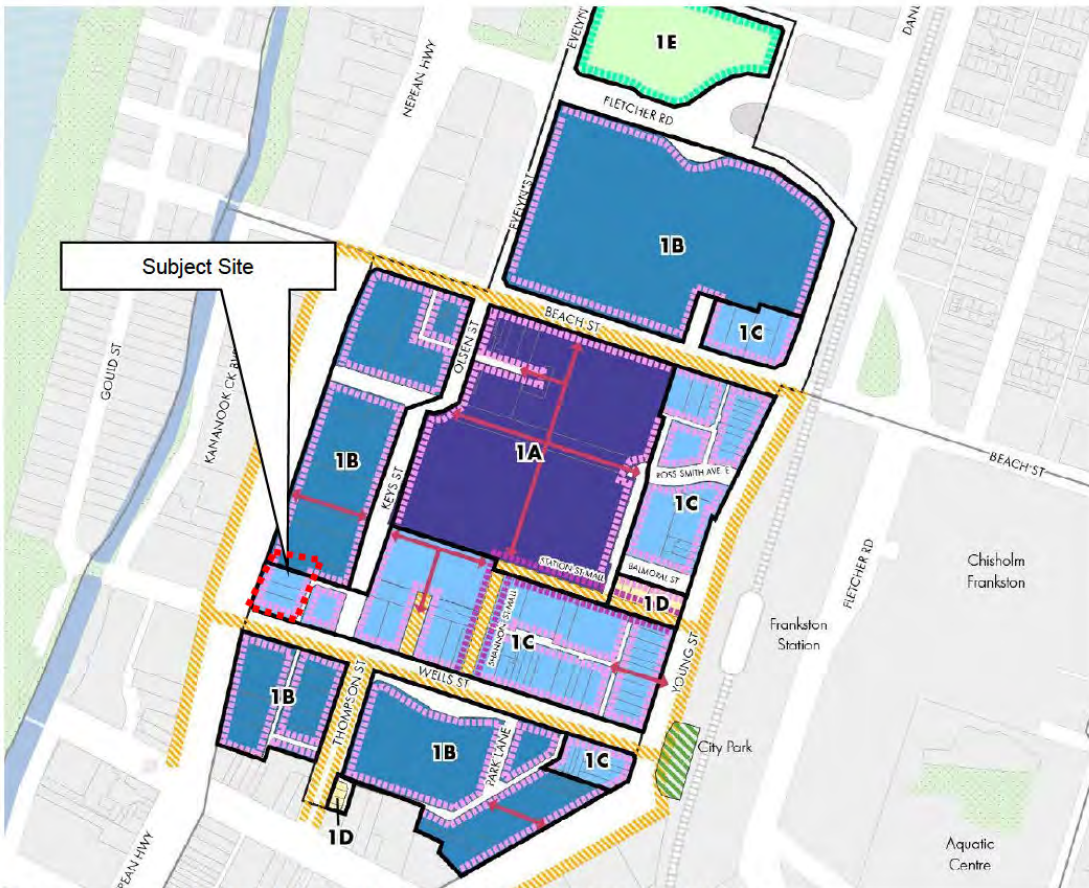 EVELYN
1E
DAN
NEPEAN HWY
FLETCHER RD
EVELYN ST
1B
Subject Site
BEACH ST
1C
OLSEN ST
GOULD ST
KANANOOK CK
1A
1B
KEYS ST
ROSS SMITH AVE E
BEACH ST
1C
STATION ST MALL
BALMORAL ST
FLETCHER RD
Chisholm
Frankston
1D
SHANNON ST MALL
1C
Frankston
Station
YOUNG ST
WELLS ST
1B
THOMPSON ST
1B
PARK LANE
1C
City Park
1D
PEAN HWY
Aquatic
Centre